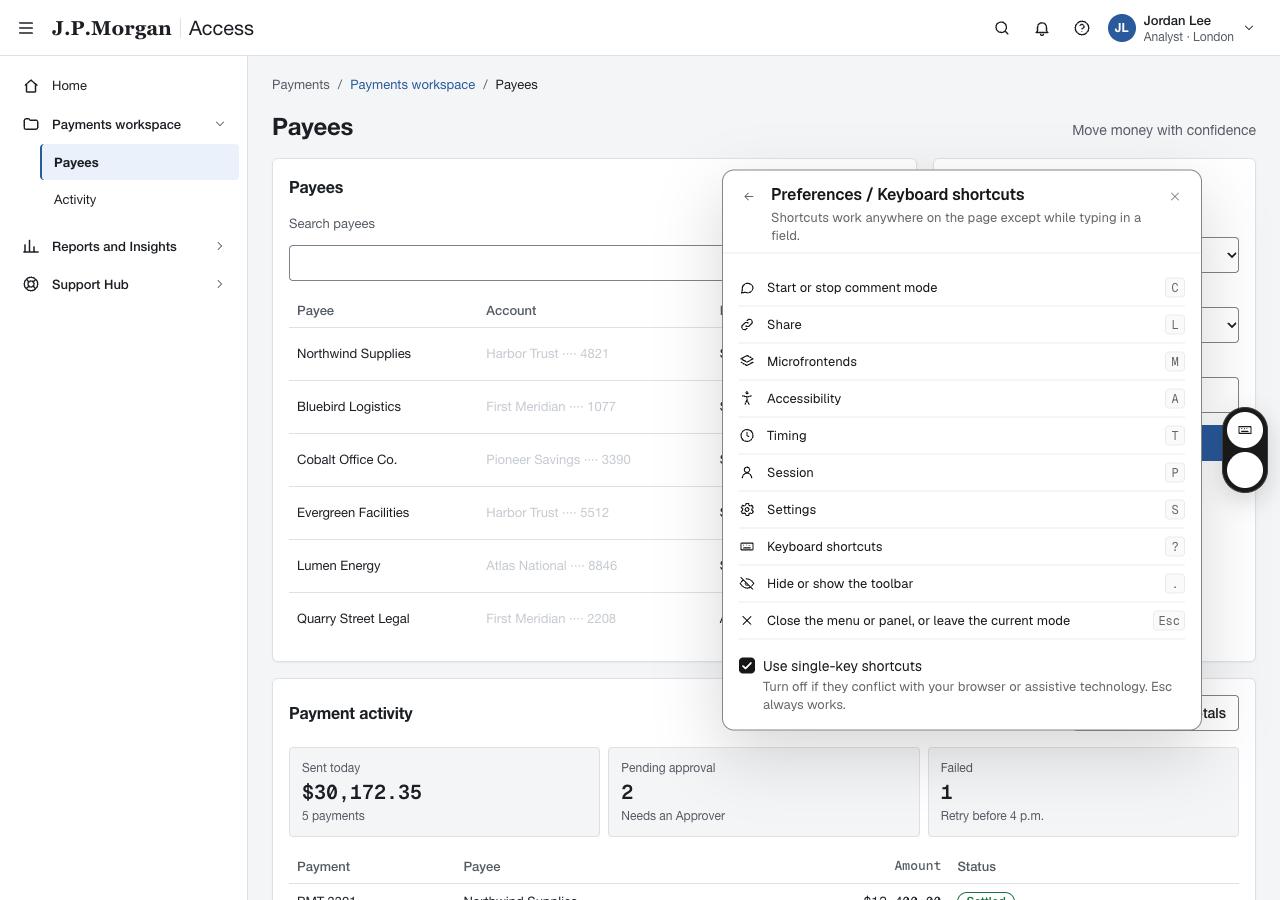 J.P.Morgan Access
JL
Jordan Lee
Analyst · London
Home
Payments workspace
Payees
Activity
Reports and Insights
Support Hub
Payments / Payments workspace / Payees
Payees
Move money with confidence
Payees
Search payees
Payee Account
Northwind Supplies Harbor Trust ···· 4821
Bluebird Logistics First Meridian ···· 1077
Cobalt Office Co. Pioneer Savings ···· 3390
Evergreen Facilities Harbor Trust ···· 5512
Lumen Energy Atlas National ···· 8846
Quarry Street Legal First Meridian ···· 2208
Preferences / Keyboard shortcuts
Shortcuts work anywhere on the page except while typing in a
field.
Start or stop comment mode C
Share L
Microfrontends M
Accessibility A
Timing T
Session P
Settings S
Keyboard shortcuts ?
Hide or show the toolbar .
Close the menu or panel, or leave the current mode Esc
Use single-key shortcuts
Turn off if they conflict with your browser or assistive technology. Esc
always works.
Payment activity
Sent today
$30,172.35
5 payments
Pending approval
2
Needs an Approver
Failed
1
Retry before 4 p.m.
Payment Payee Amount Status
Northwind Supplies Settled